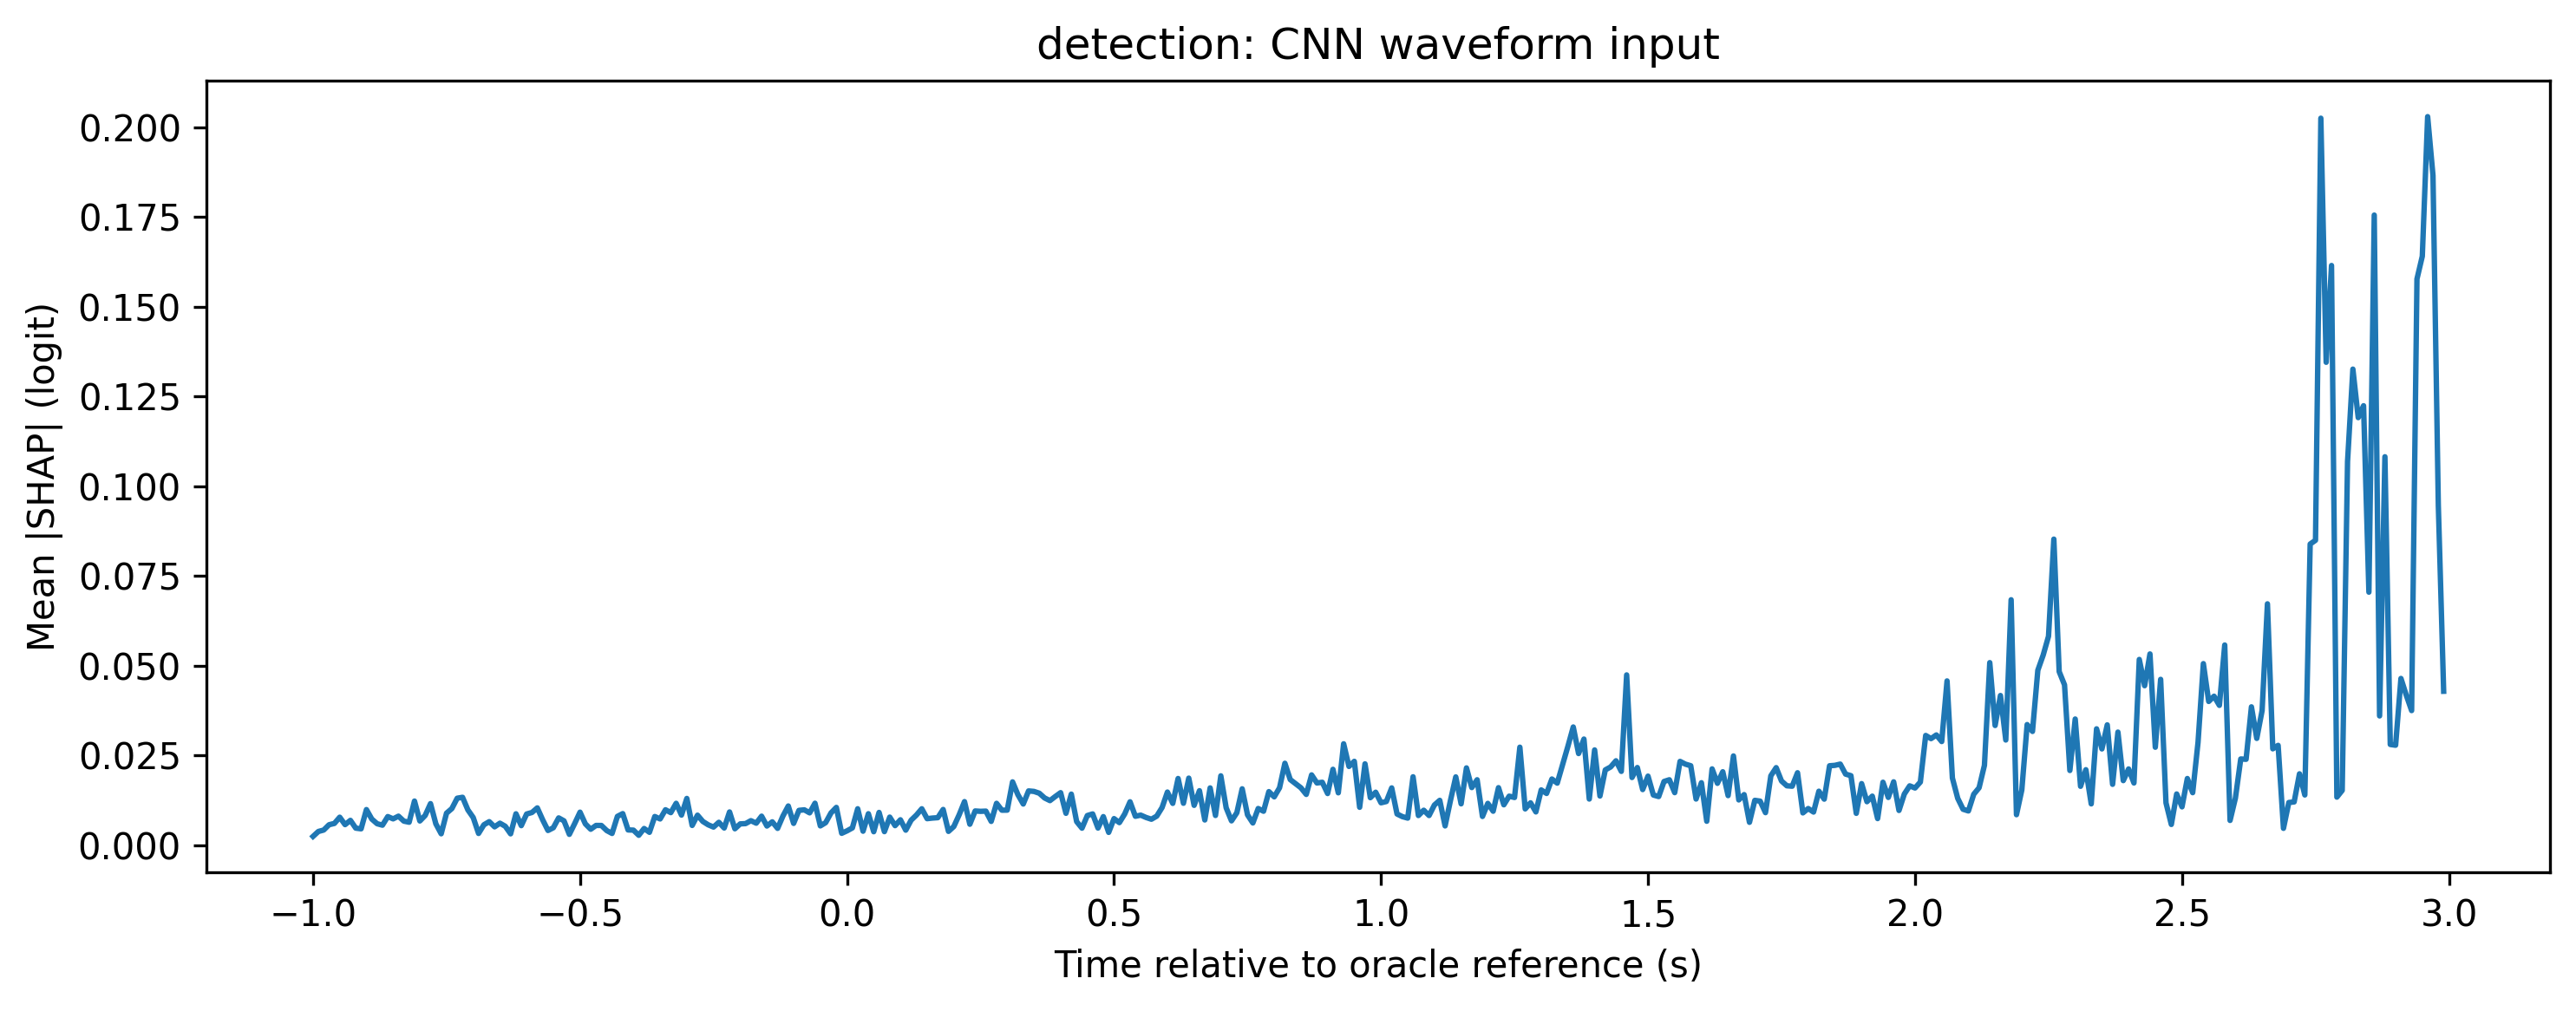 detection: CNN waveform input
Mean |SHAP| (logit)
0.200
0.175
0.150
0.125
0.100
0.075
0.050
0.025
0.000
−1.0 −0.5 0.0 0.5 1.0 1.5 2.0 2.5 3.0
Time relative to oracle reference (s)